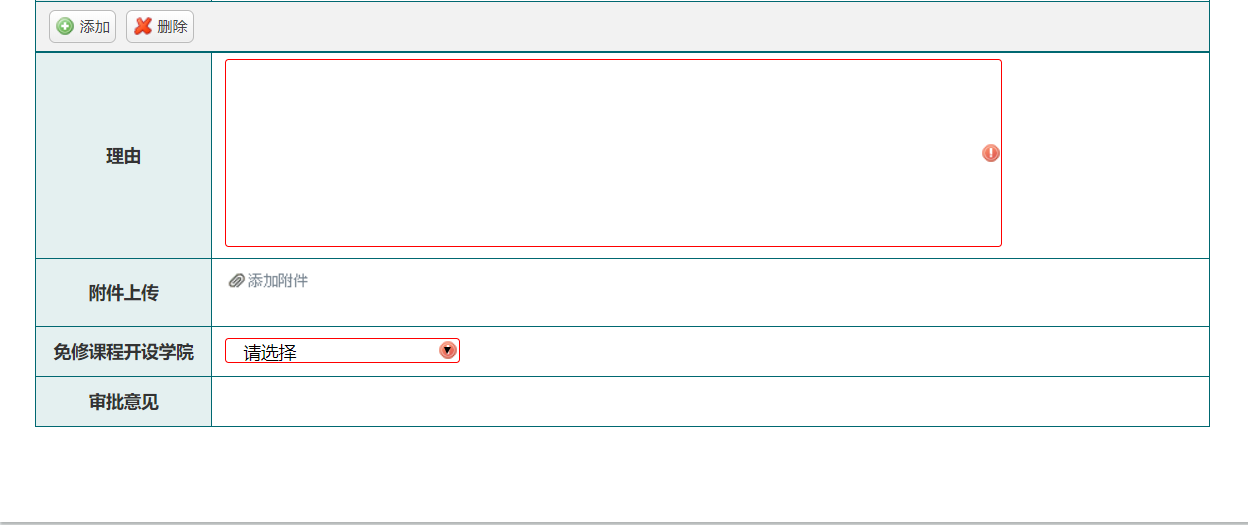 添加 删除
理由
附件上传 添加附件
免修课程开设学院 请选择
审批意见